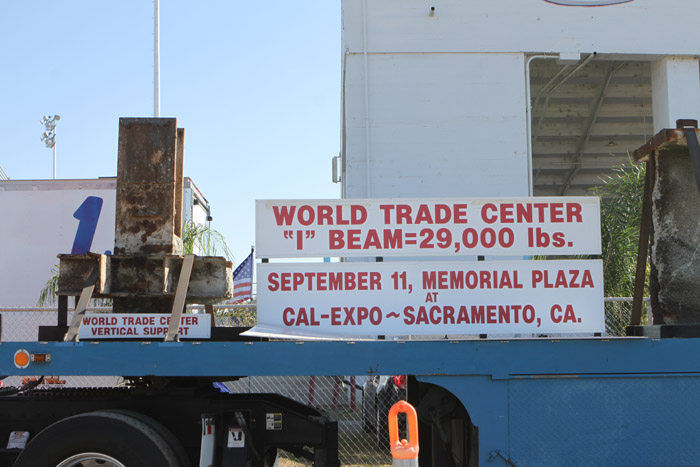 1.
WORLD TRADE CENTER
"I" BEAM=29,000 lbs.
SEPTEMBER 11, MEMORIAL PLAZA
AT
CAL-EXPO~SACRAMENTO, CA.
WORLD TRADE CENTER
VERTICAL SUPPORT